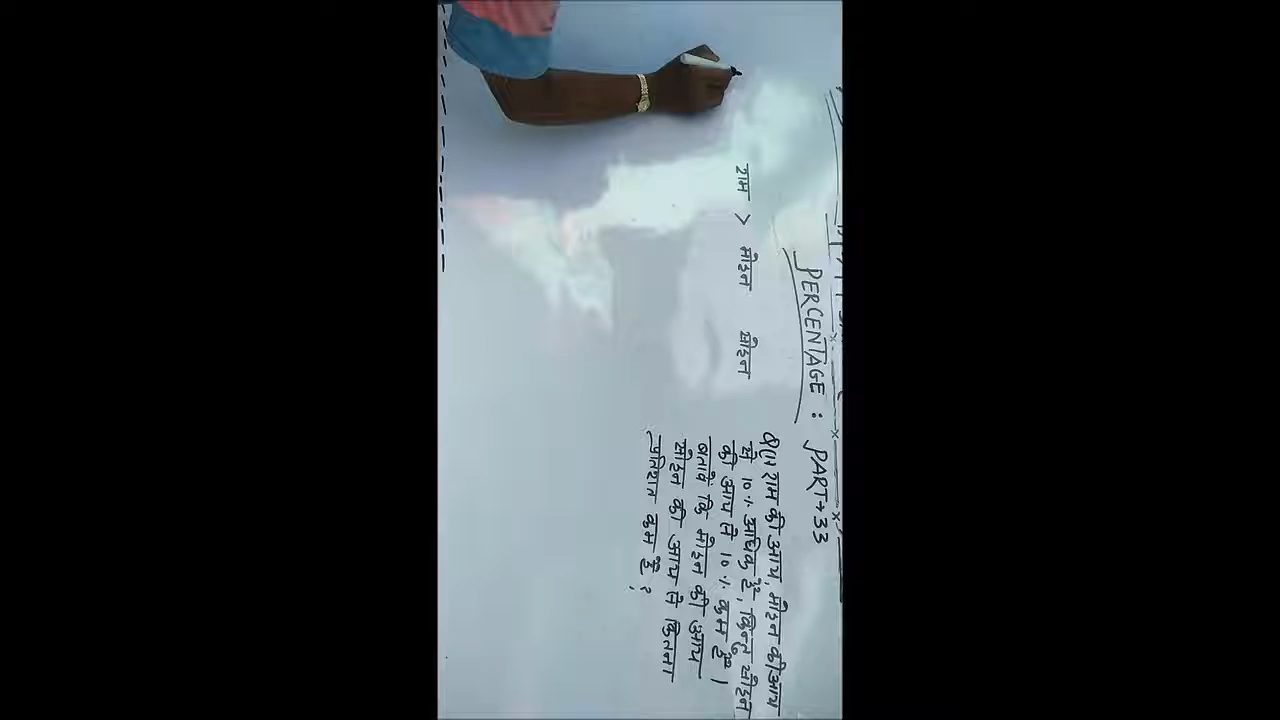 PERCENTAGE : PART→33
Q(1) राम की आय, मोहन की आय
से 10% अधिक है, किन्तु सोहन
की आय से 10% कम है।
बतायें कि मोहन की आय
सोहन की आय से कितना
प्रतिशत कम है?
राम > मोहन सोहन